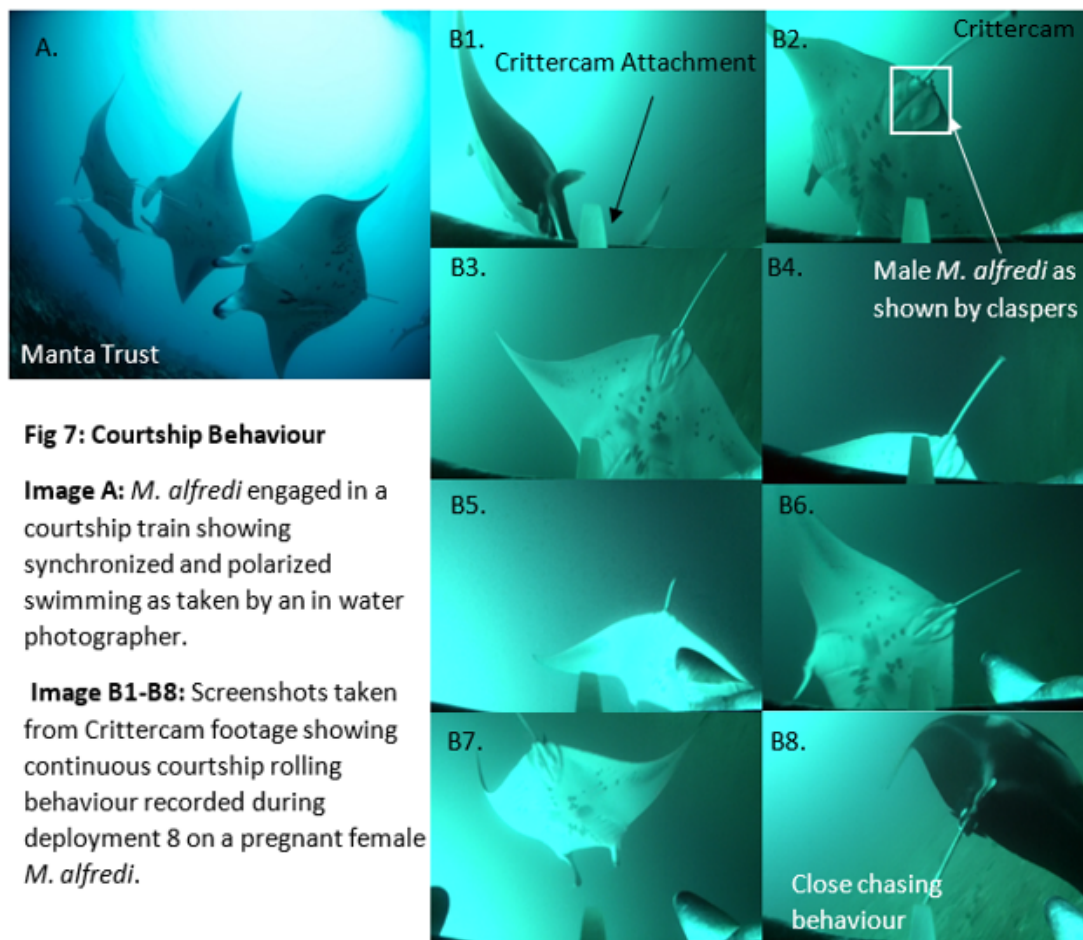 A.
Manta Trust
B1.
Crittercam Attachment
B2.
Crittercam
B3.
B4.
Male M. alfredi as
shown by claspers
B5.
B6.
B7.
B8.
Close chasing
behaviour
Fig 7: Courtship Behaviour
Image A: M. alfredi engaged in a
courtship train showing
synchronized and polarized
swimming as taken by an in water
photographer.
Image B1-B8: Screenshots taken
from Crittercam footage showing
continuous courtship rolling
behaviour recorded during
deployment 8 on a pregnant female
M. alfredi.